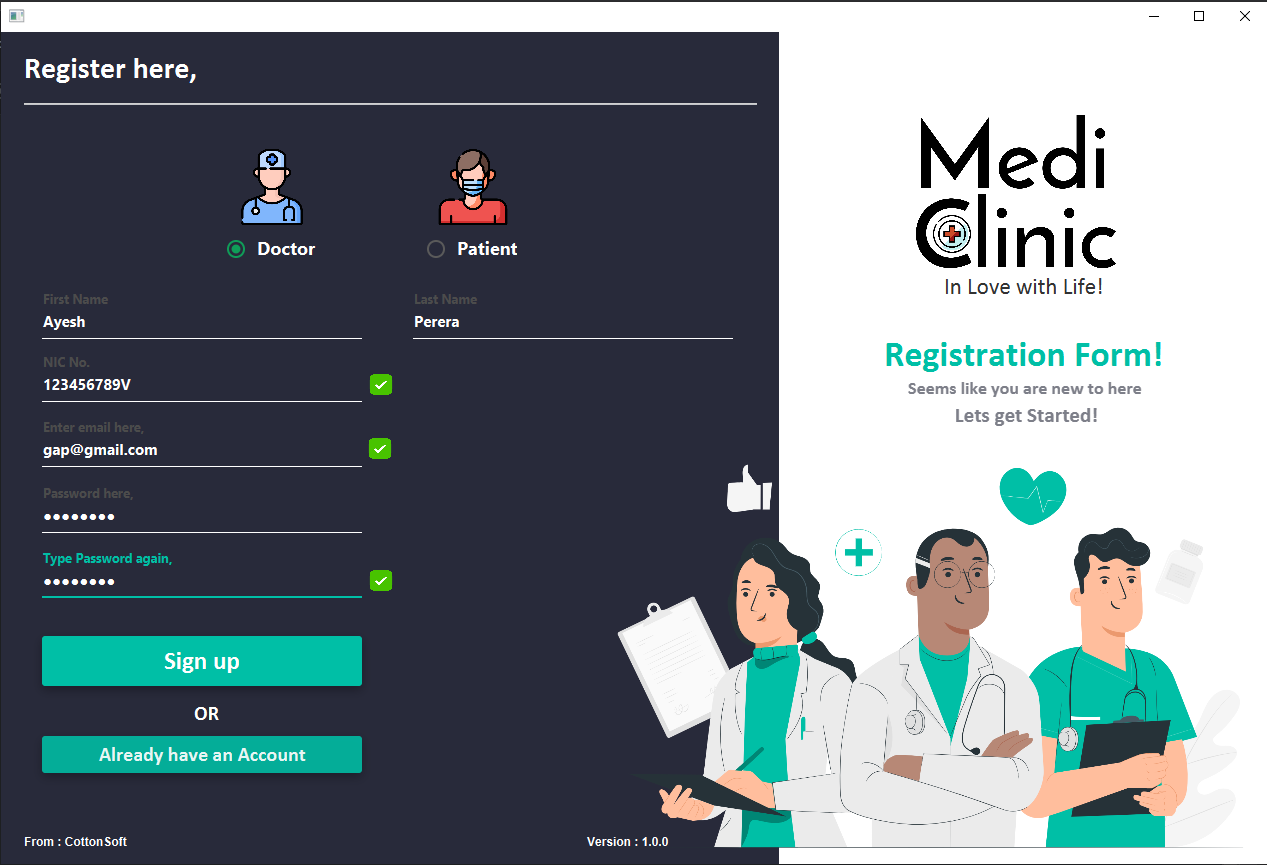 Register here,
Doctor
Patient
First Name
Last Name
Ayesh
Perera
NIC No.
123456789V
Enter email here,
gap@gmail.com
Password here,
••••••••
Type Password again,
••••••••
Sign up
OR
Already have an Account
From : CottonSoft
Version : 1.0.0
Medi
Clinic
In Love with Life!
Registration Form!
Seems like you are new to here
Lets get Started!